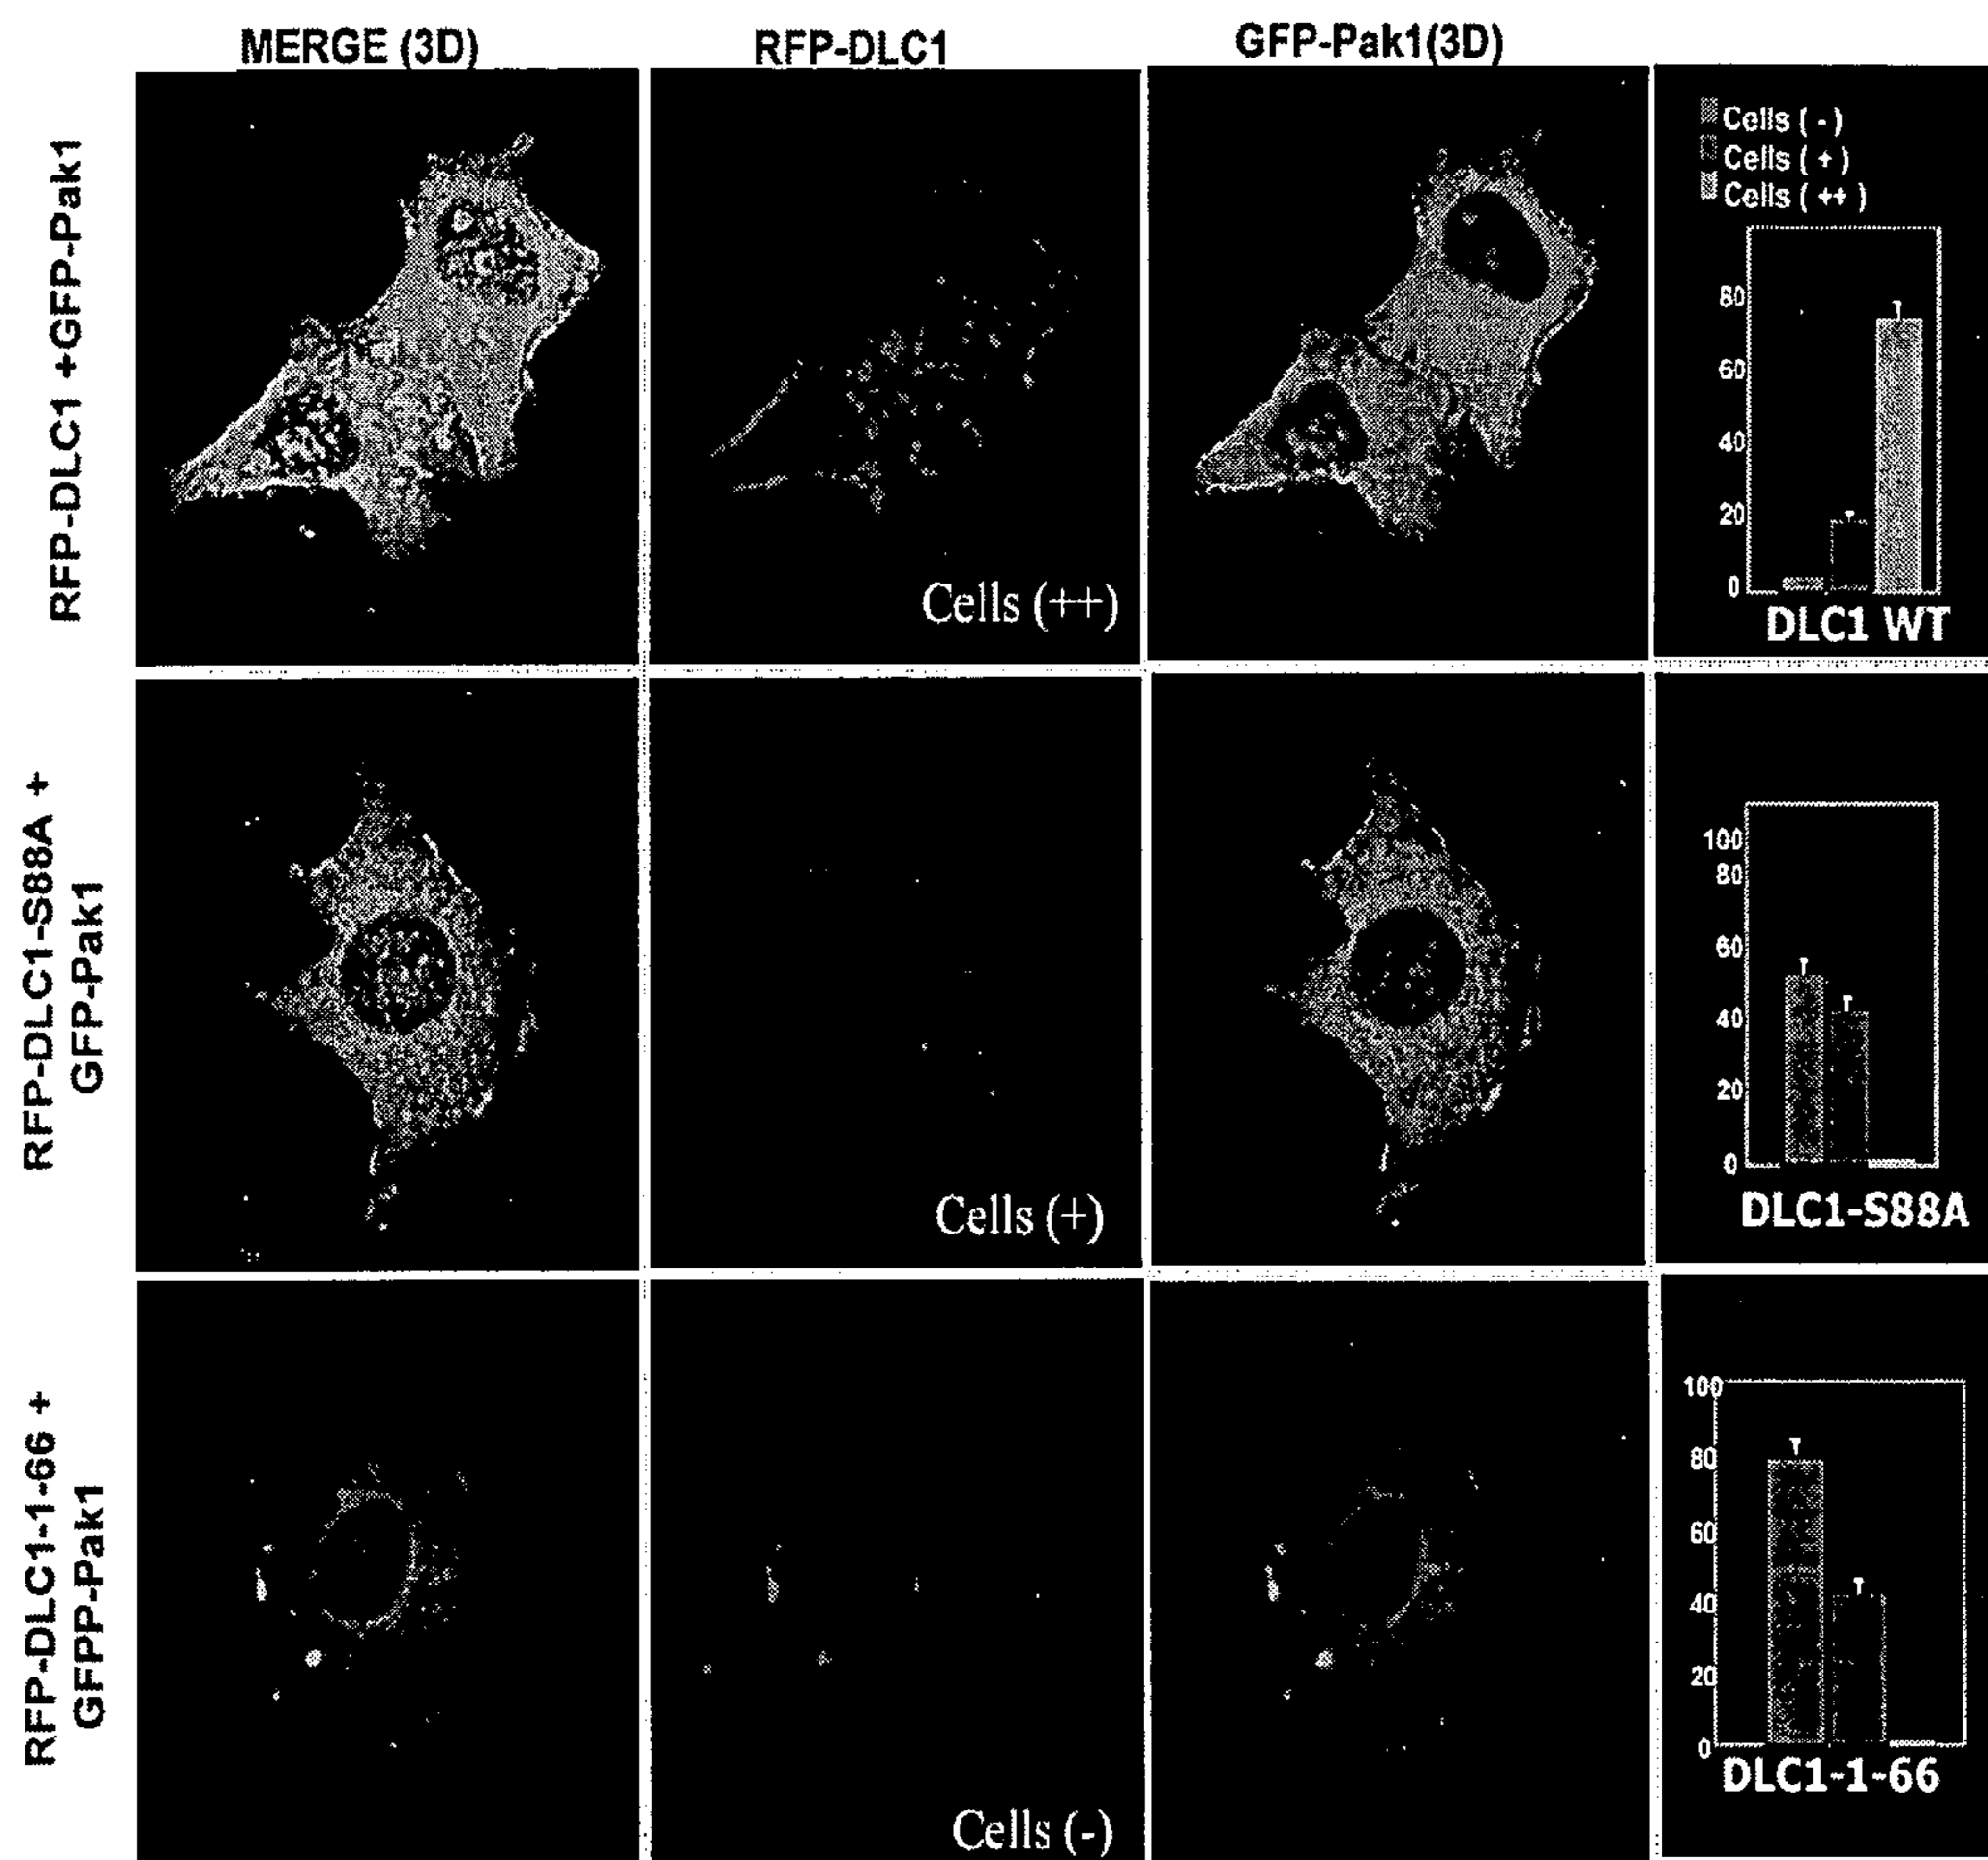 MERGE (3D)
RFP-DLC1
GFP-Pak1(3D)
RFP-DLC1 +GFP-Pak1
Cells (++)
Cells ( - )
Cells ( + )
Cells ( ++ )
80
60
40
20
0
DLC1 WT
RFP-DLC1-S88A +
GFP-Pak1
Cells (+)
100
80
60
40
20
0
DLC1-S88A
RFP-DLC1-1-66 +
GFPP-Pak1
Cells (-)
100
80
60
40
20
0
DLC1-1-66